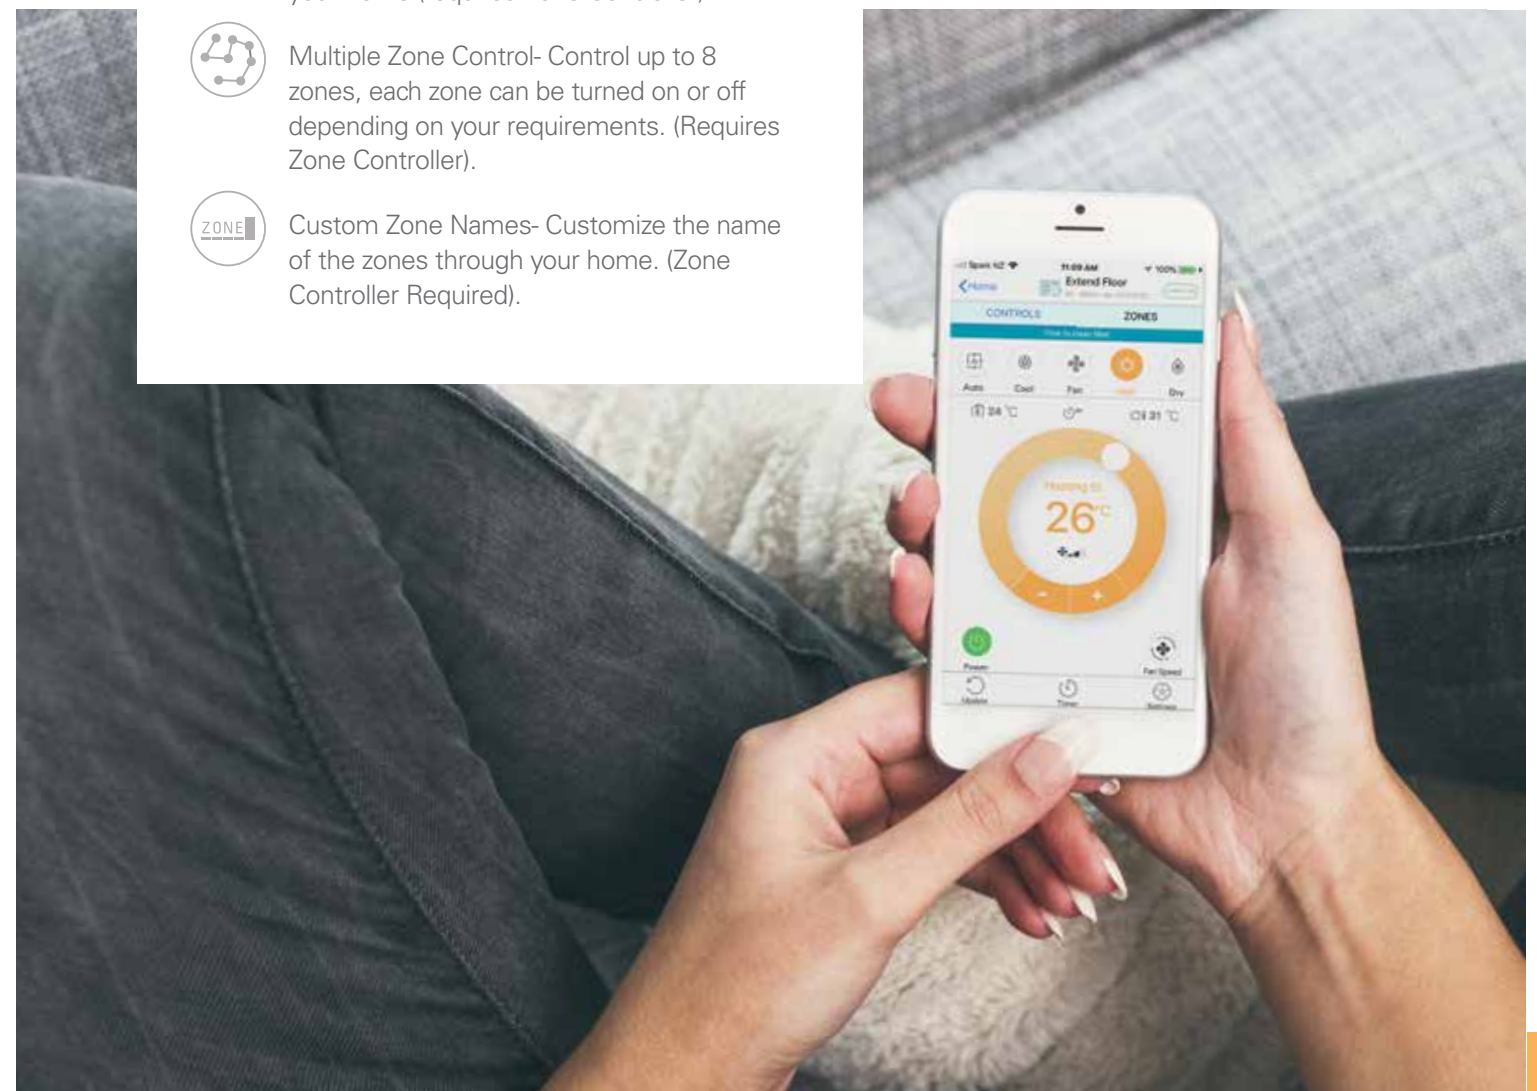 Multiple Zone Control- Control up to 8
zones, each zone can be turned on or off
depending on your requirements. (Requires
Zone Controller).
ZONE
Custom Zone Names- Customize the name
of the zones through your home. (Zone
Controller Required).
Spark NZ 11:09 AM 100%
Home Extend Floor
CONTROLS ZONES
Auto Cool Fan Dry
24 °C 31 °C
Heating to
26°C
- +
Power Fan Speed
Update Timer Settings